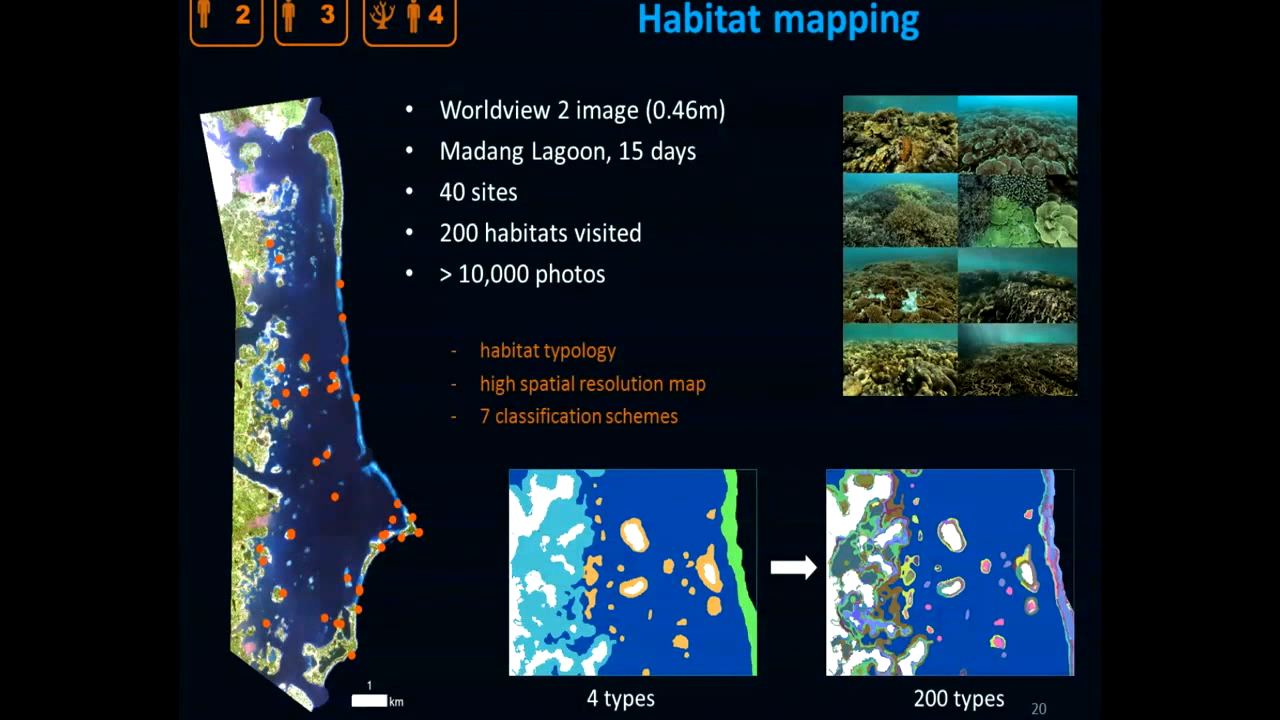 2
3
4
Habitat mapping
• Worldview 2 image (0.46m)
• Madang Lagoon, 15 days
• 40 sites
• 200 habitats visited
• > 10,000 photos
- habitat typology
- high spatial resolution map
- 7 classification schemes
1
km
4 types
200 types
20